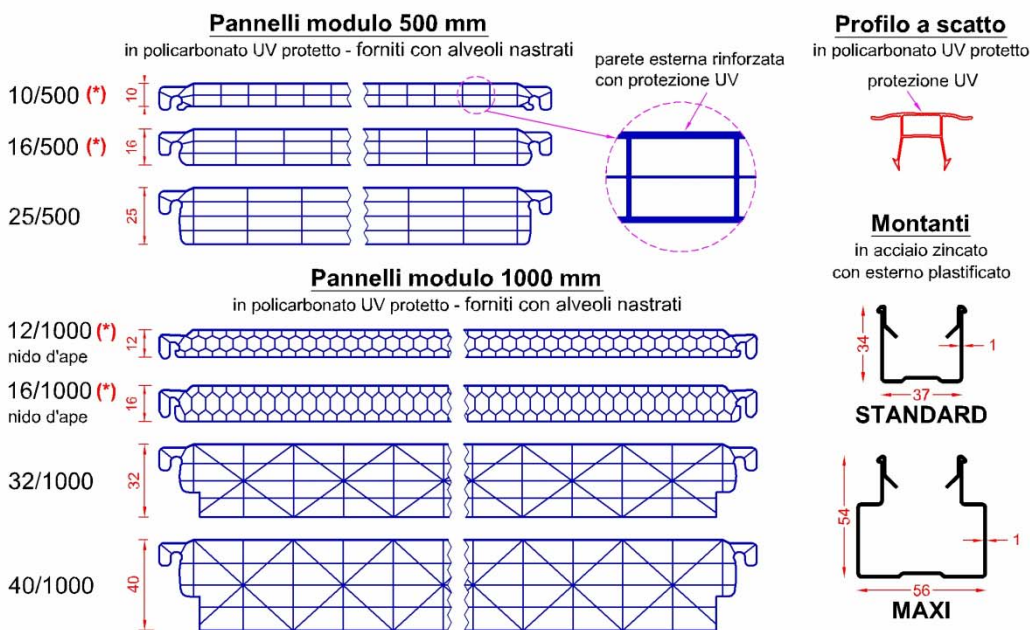 Pannelli modulo 500 mm
in policarbonato UV protetto - forniti con alveoli nastrati
10/500 (*)
10
16/500 (*)
16
25/500
25
parete esterna rinforzata
con protezione UV
Pannelli modulo 1000 mm
in policarbonato UV protetto - forniti con alveoli nastrati
12/1000 (*)
nido d'ape
12
16/1000 (*)
nido d'ape
16
32/1000
32
40/1000
40
Profilo a scatto
in policarbonato UV protetto
protezione UV
Montanti
in acciaio zincato
con esterno plastificato
34
1
37
STANDARD
54
1
56
MAXI